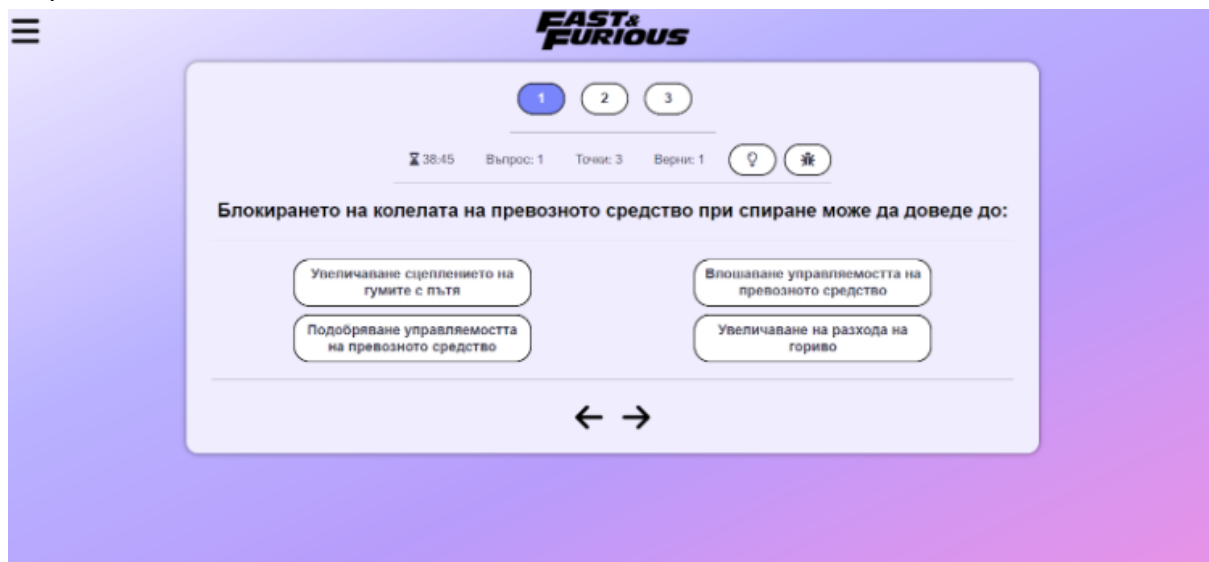 FAST &
FURIOUS
1 2 3
38:45 Въпрос: 1 Точки: 3 Верни: 1
Блокирането на колелата на превозното средство при спиране може да доведе до:
Увеличаване сцеплението на
гумите с пътя
Влошаване управляемостта на
превозното средство
Подобряване управляемостта
на превозното средство
Увеличаване на разхода на
гориво